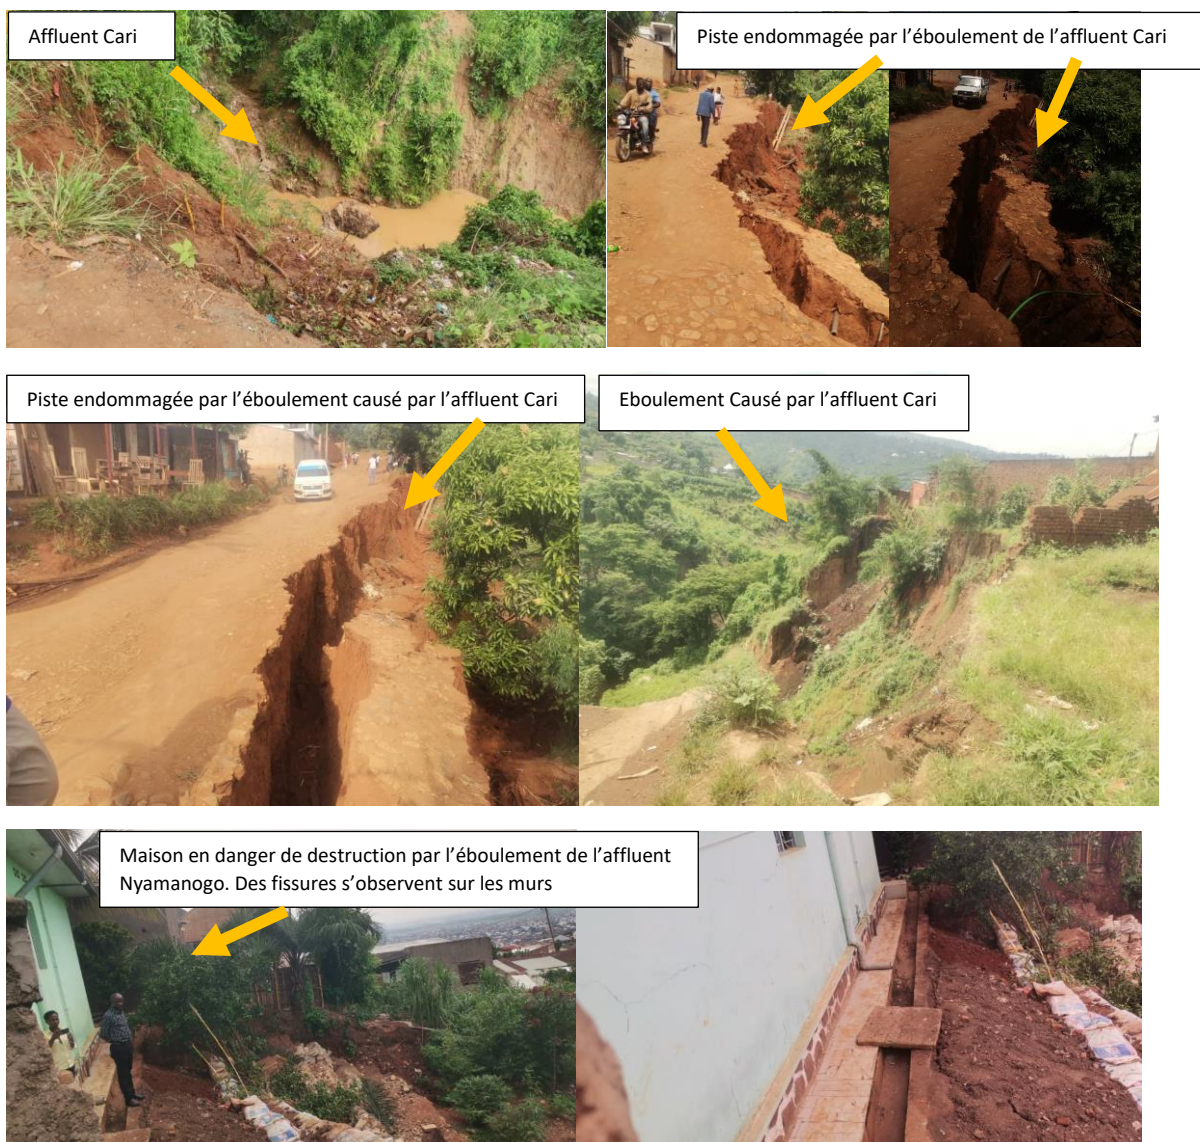 Affluent Cari
Piste endommagée par l’éboulement de l’affluent Cari
Piste endommagée par l’éboulement causé par l’affluent Cari
Eboulement Causé par l’affluent Cari
Maison en danger de destruction par l’éboulement de l’affluent
Nyamanogo. Des fissures s’observent sur les murs